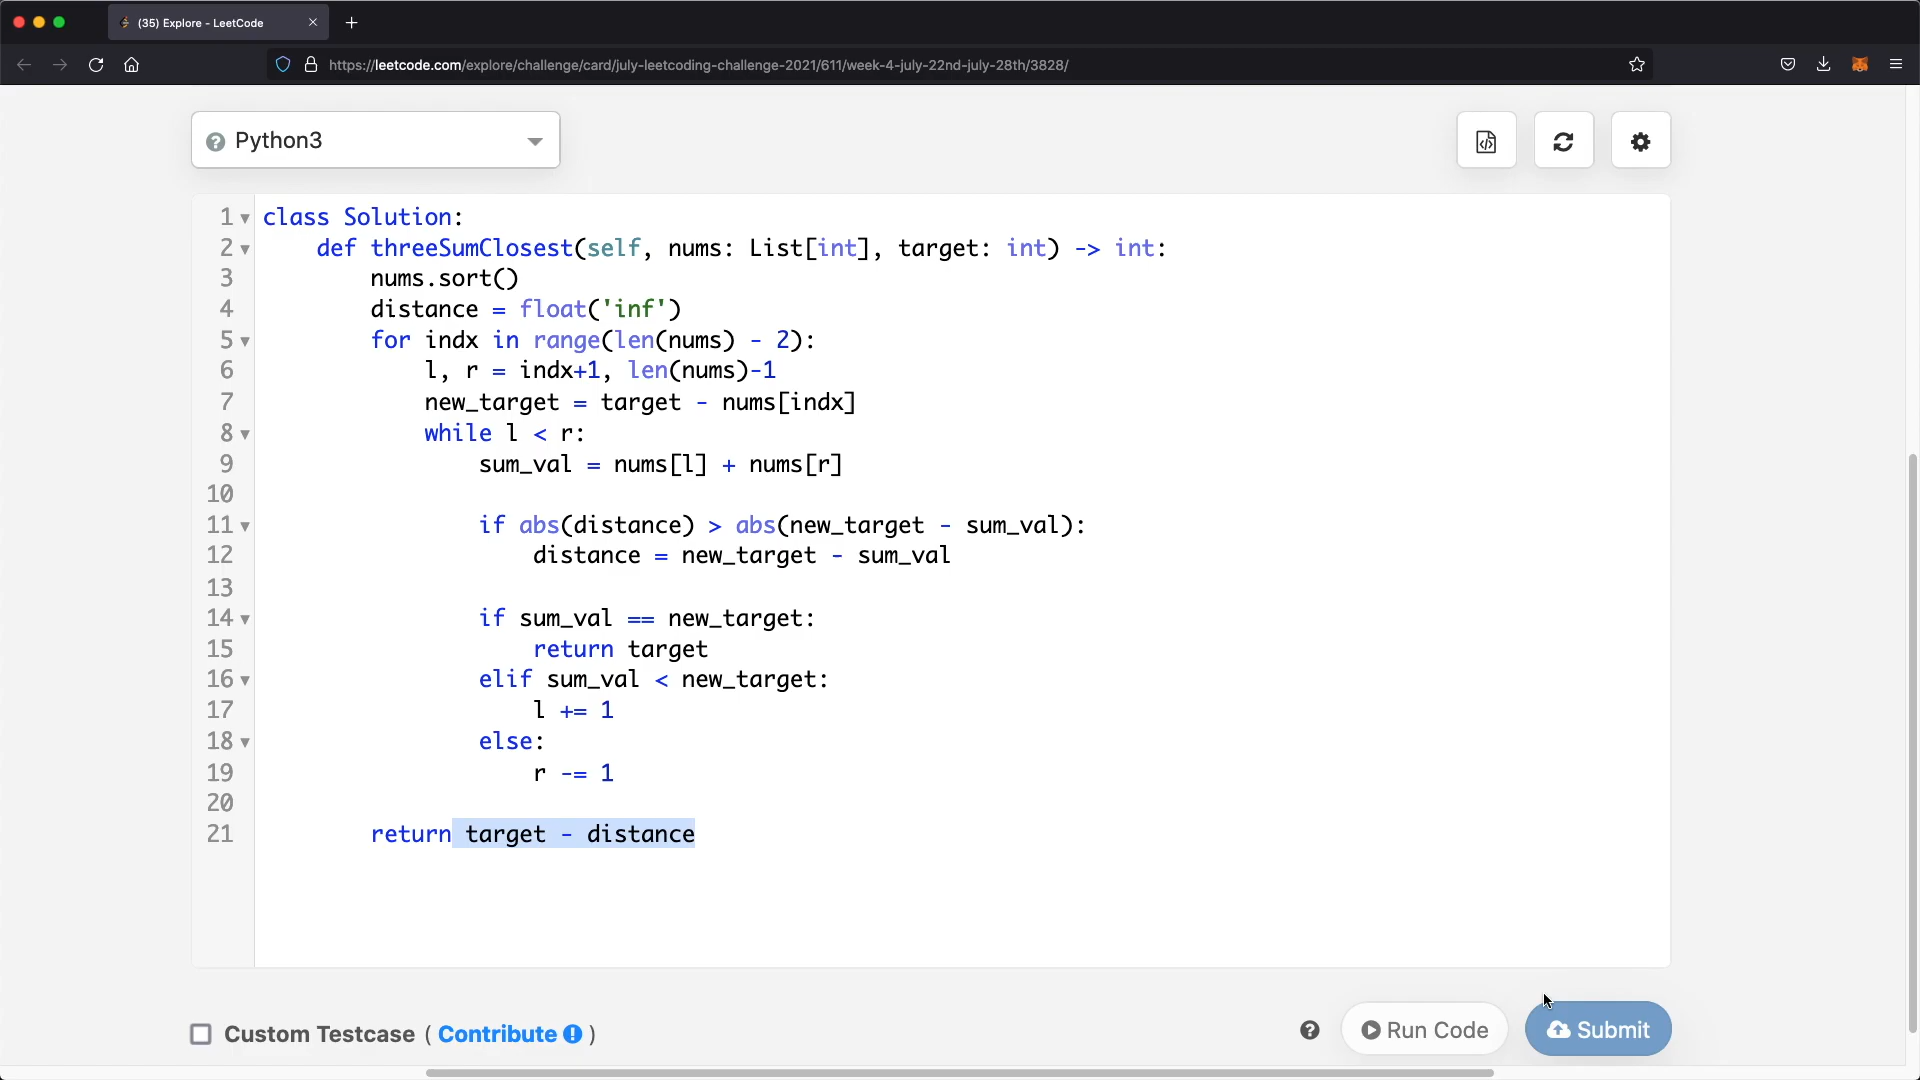 (35) Explore - LeetCode
https://leetcode.com/explore/challenge/card/july-leetcoding-challenge-2021/611/week-4-july-22nd-july-28th/3828/
Python3
1 class Solution:
2 def threeSumClosest(self, nums: List[int], target: int) -> int:
3 nums.sort()
4 distance = float('inf')
5 for indx in range(len(nums) - 2):
6 l, r = indx+1, len(nums)-1
7 new_target = target - nums[indx]
8 while l < r:
9 sum_val = nums[l] + nums[r]
10
11 if abs(distance) > abs(new_target - sum_val):
12 distance = new_target - sum_val
13
14 if sum_val == new_target:
15 return target
16 elif sum_val < new_target:
17 l += 1
18 else:
19 r -= 1
20
21 return target - distance
Custom Testcase ( Contribute )
Run Code
Submit